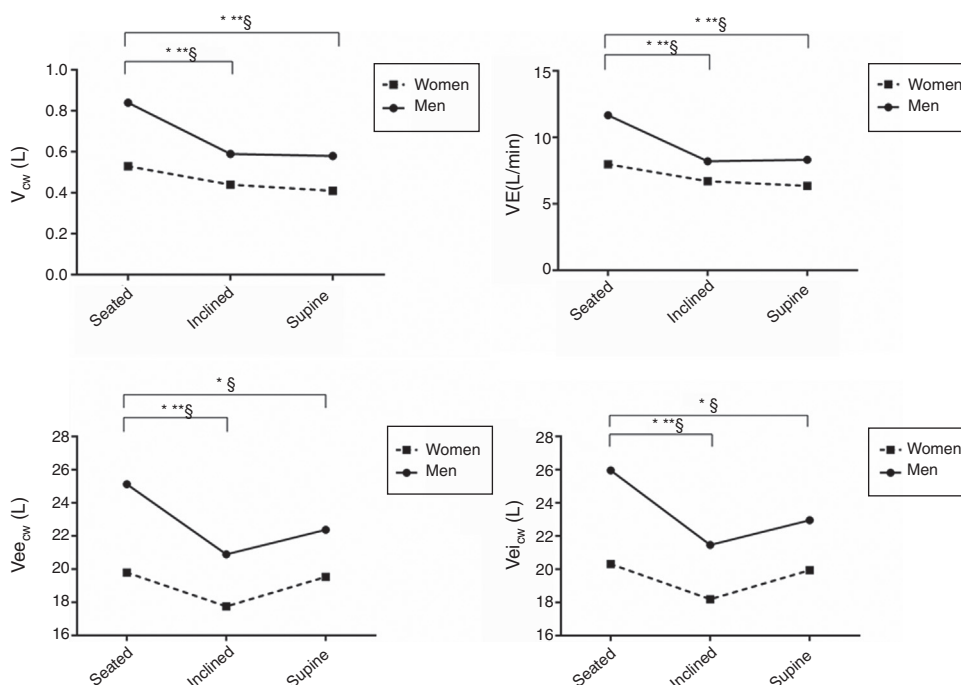 * **§
* **§
1.0
0.8
0.6
0.4
0.2
0.0
Vcw (L)
Seated
Inclined
Supine
Women
Men
* **§
* **§
15
10
5
0
VE(L/min)
Seated
Inclined
Supine
Women
Men
* §
* **§
28
26
24
22
20
18
16
Veecw (L)
Seated
Inclined
Supine
Women
Men
* §
* **§
28
26
24
22
20
18
16
Veicw (L)
Seated
Inclined
Supine
Women
Men